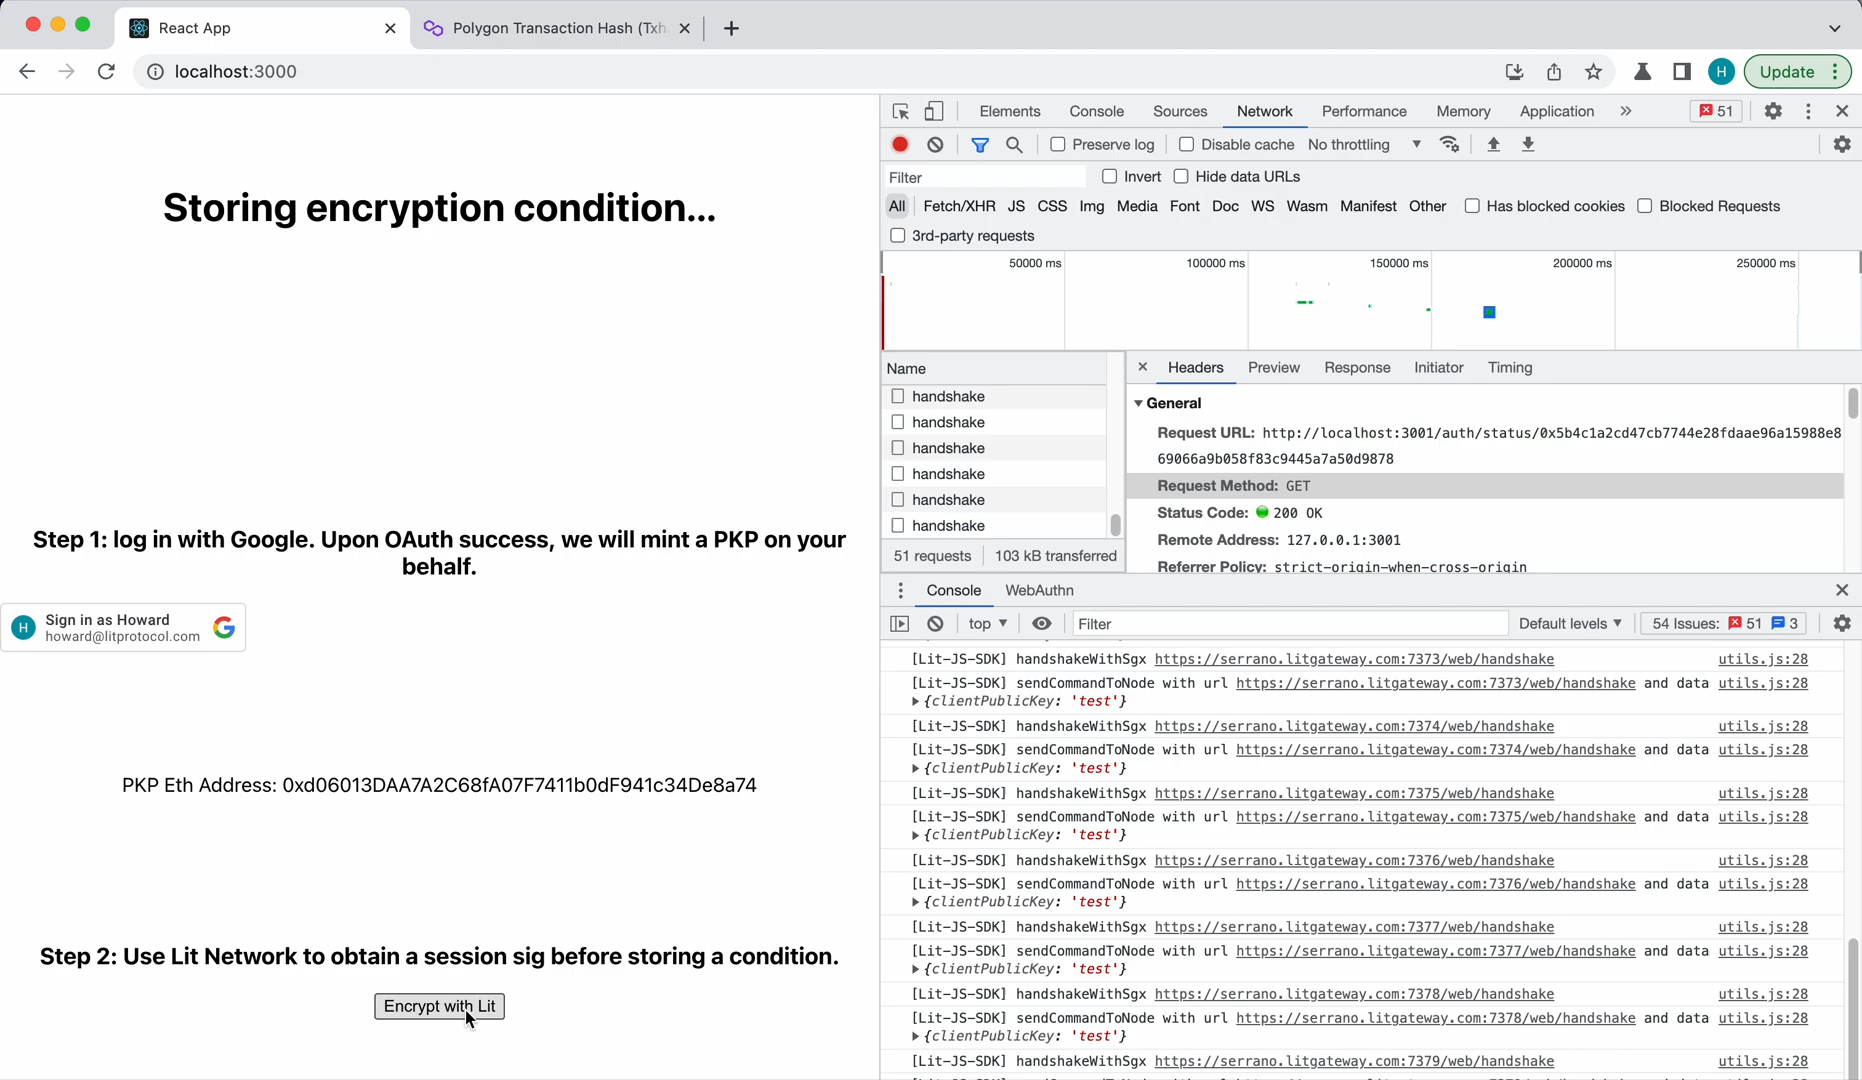 React App
Polygon Transaction Hash (Txh
localhost:3000
H
Update
Elements Console Sources Network Performance Memory Application » 51
Preserve log Disable cache No throttling
Filter Invert Hide data URLs
All Fetch/XHR JS CSS Img Media Font Doc WS Wasm Manifest Other Has blocked cookies Blocked Requests
3rd-party requests
50000 ms 100000 ms 150000 ms 200000 ms 250000 ms
Name
handshake
handshake
handshake
handshake
handshake
handshake
51 requests 103 kB transferred
Headers Preview Response Initiator Timing
General
Request URL: http://localhost:3001/auth/status/0x5b4c1a2cd47cb7744e28fdaae96a15988e8
69066a9b058f83c9445a7a50d9878
Request Method: GET
Status Code: 200 OK
Remote Address: 127.0.0.1:3001
Referrer Policy: strict-origin-when-cross-origin
Console WebAuthn
top Filter Default levels 54 Issues: 51 3
[Lit-JS-SDK] handshakeWithSgx https://serrano.litgateway.com:7373/web/handshake utils.js:28
[Lit-JS-SDK] sendCommandToNode with url https://serrano.litgateway.com:7373/web/handshake and data utils.js:28
{clientPublicKey: 'test'}
[Lit-JS-SDK] handshakeWithSgx https://serrano.litgateway.com:7374/web/handshake utils.js:28
[Lit-JS-SDK] sendCommandToNode with url https://serrano.litgateway.com:7374/web/handshake and data utils.js:28
{clientPublicKey: 'test'}
[Lit-JS-SDK] handshakeWithSgx https://serrano.litgateway.com:7375/web/handshake utils.js:28
[Lit-JS-SDK] sendCommandToNode with url https://serrano.litgateway.com:7375/web/handshake and data utils.js:28
{clientPublicKey: 'test'}
[Lit-JS-SDK] handshakeWithSgx https://serrano.litgateway.com:7376/web/handshake utils.js:28
[Lit-JS-SDK] sendCommandToNode with url https://serrano.litgateway.com:7376/web/handshake and data utils.js:28
{clientPublicKey: 'test'}
[Lit-JS-SDK] handshakeWithSgx https://serrano.litgateway.com:7377/web/handshake utils.js:28
[Lit-JS-SDK] sendCommandToNode with url https://serrano.litgateway.com:7377/web/handshake and data utils.js:28
{clientPublicKey: 'test'}
[Lit-JS-SDK] handshakeWithSgx https://serrano.litgateway.com:7378/web/handshake utils.js:28
[Lit-JS-SDK] sendCommandToNode with url https://serrano.litgateway.com:7378/web/handshake and data utils.js:28
{clientPublicKey: 'test'}
[Lit-JS-SDK] handshakeWithSgx https://serrano.litgateway.com:7379/web/handshake utils.js:28
Storing encryption condition...
Step 1: log in with Google. Upon OAuth success, we will mint a PKP on your
behalf.
H Sign in as Howard
howard@litprotocol.com
PKP Eth Address: 0xd06013DAA7A2C68fA07F7411b0dF941c34De8a74
Step 2: Use Lit Network to obtain a session sig before storing a condition.
Encrypt with Lit